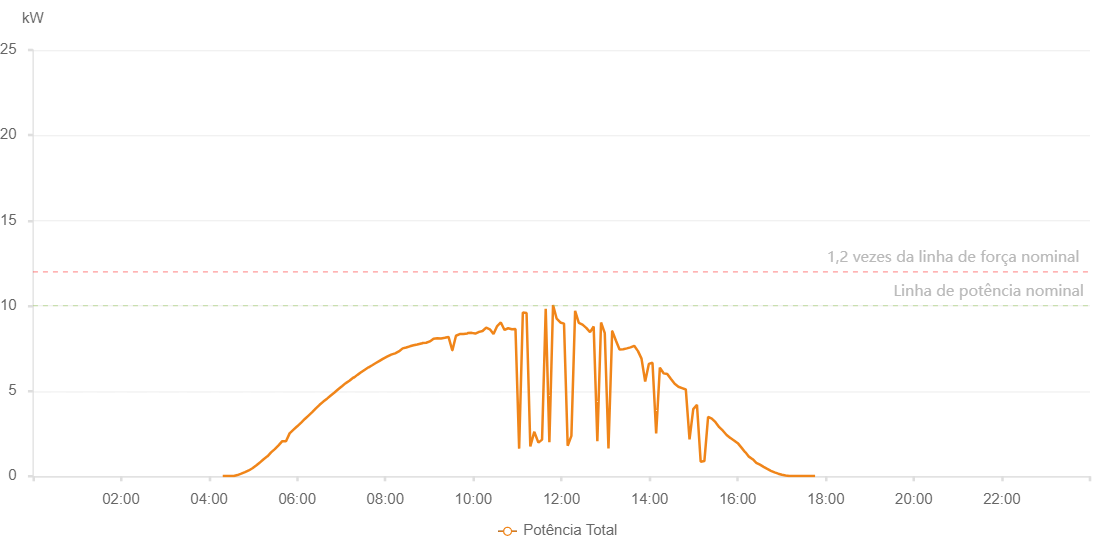 kW
25
20
15
1,2 vezes da linha de força nominal
Linha de potência nominal
10
5
0
02:00 04:00 06:00 08:00 10:00 12:00 14:00 16:00 18:00 20:00 22:00
Potência Total